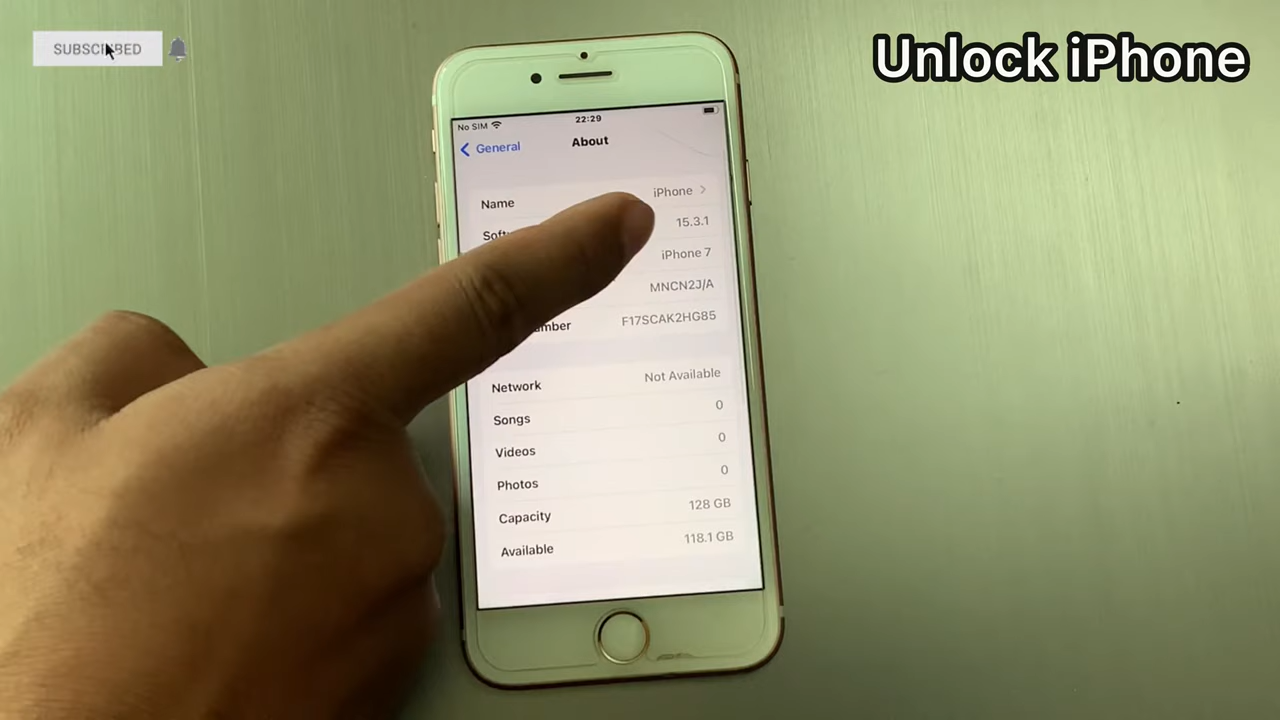 SUBSCRIBED
Unlock iPhone
No SIM
22:29
General
About
Name
iPhone
15.3.1
iPhone 7
MNCN2J/A
F17SCAK2HG85
Network
Not Available
Songs
0
Videos
0
Photos
0
Capacity
128 GB
Available
118.1 GB